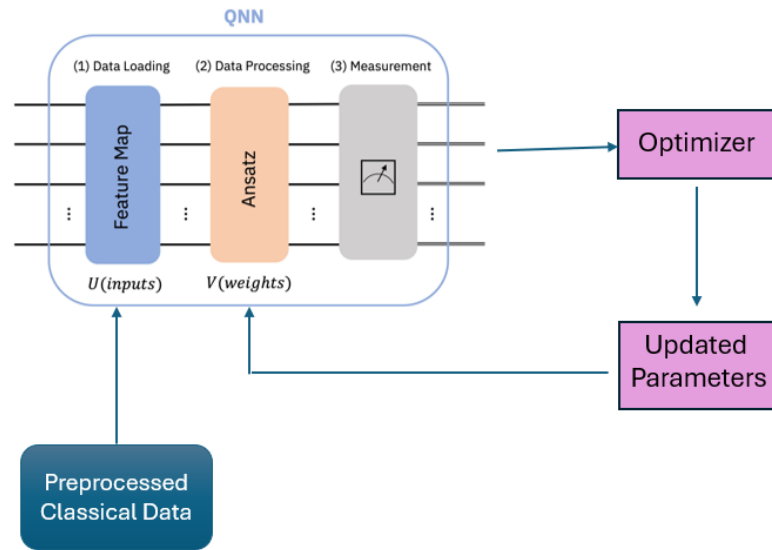 QNN
(1) Data Loading
(2) Data Processing
(3) Measurement
Feature Map
Ansatz
⋮
⋮
⋮
⋮
U(inputs)
V(weights)
Optimizer
Updated
Parameters
Preprocessed
Classical Data